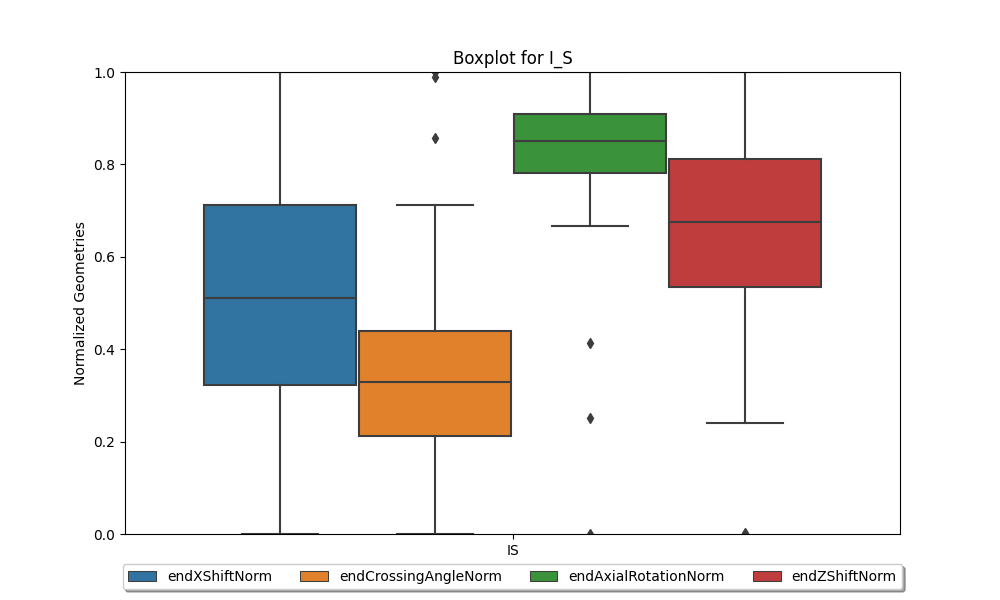 Boxplot for I_S
1.0
0.8
0.6
0.4
0.2
0.0
Normalized Geometries
IS
endXShiftNorm endCrossingAngleNorm endAxialRotationNorm endZShiftNorm